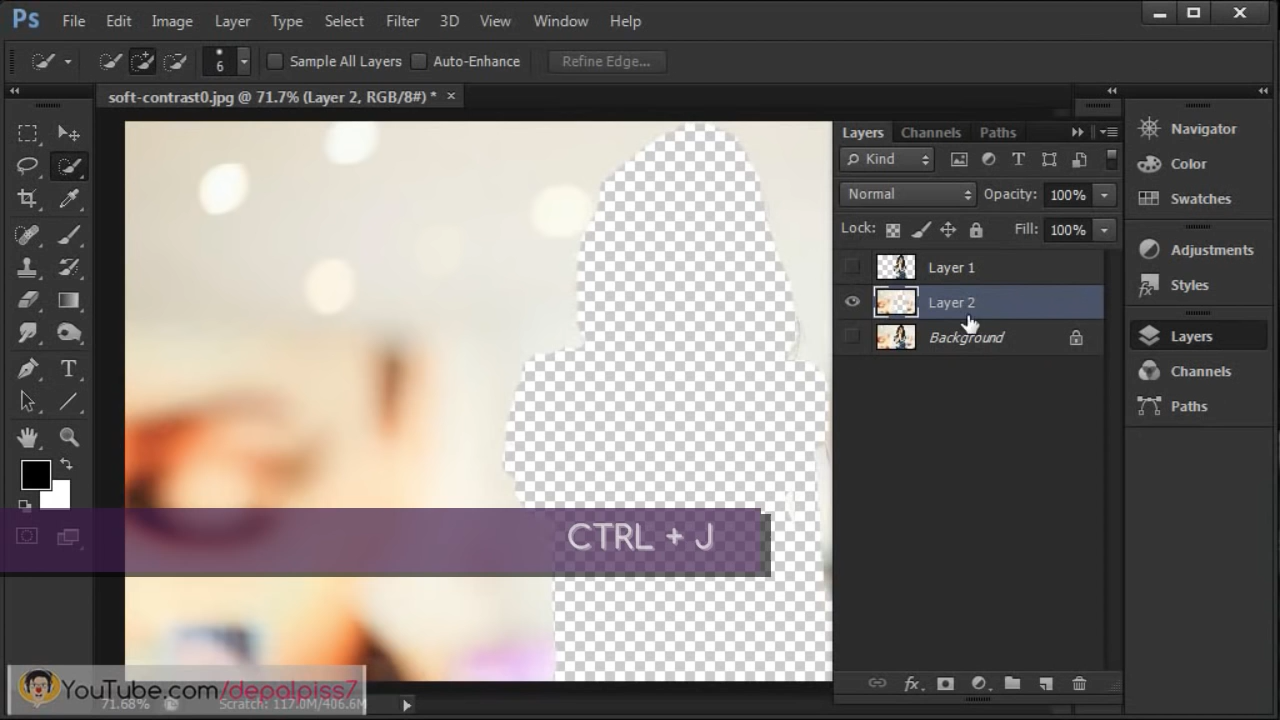 Ps File Edit Image Layer Type Select Filter 3D View Window Help
6 Sample All Layers Auto-Enhance Refine Edge...
soft-contrast0.jpg @ 71.7% (Layer 2, RGB/8#) * ×
Layers Channels Paths
Kind
Normal Opacity: 100%
Lock: Fill: 100%
Layer 1
Layer 2
Background
Navigator
Color
Swatches
Adjustments
Styles
Layers
Channels
Paths
CTRL + J
YouTube.com/depalpiss7
71.68% Scratch: 117.0M/406.6M